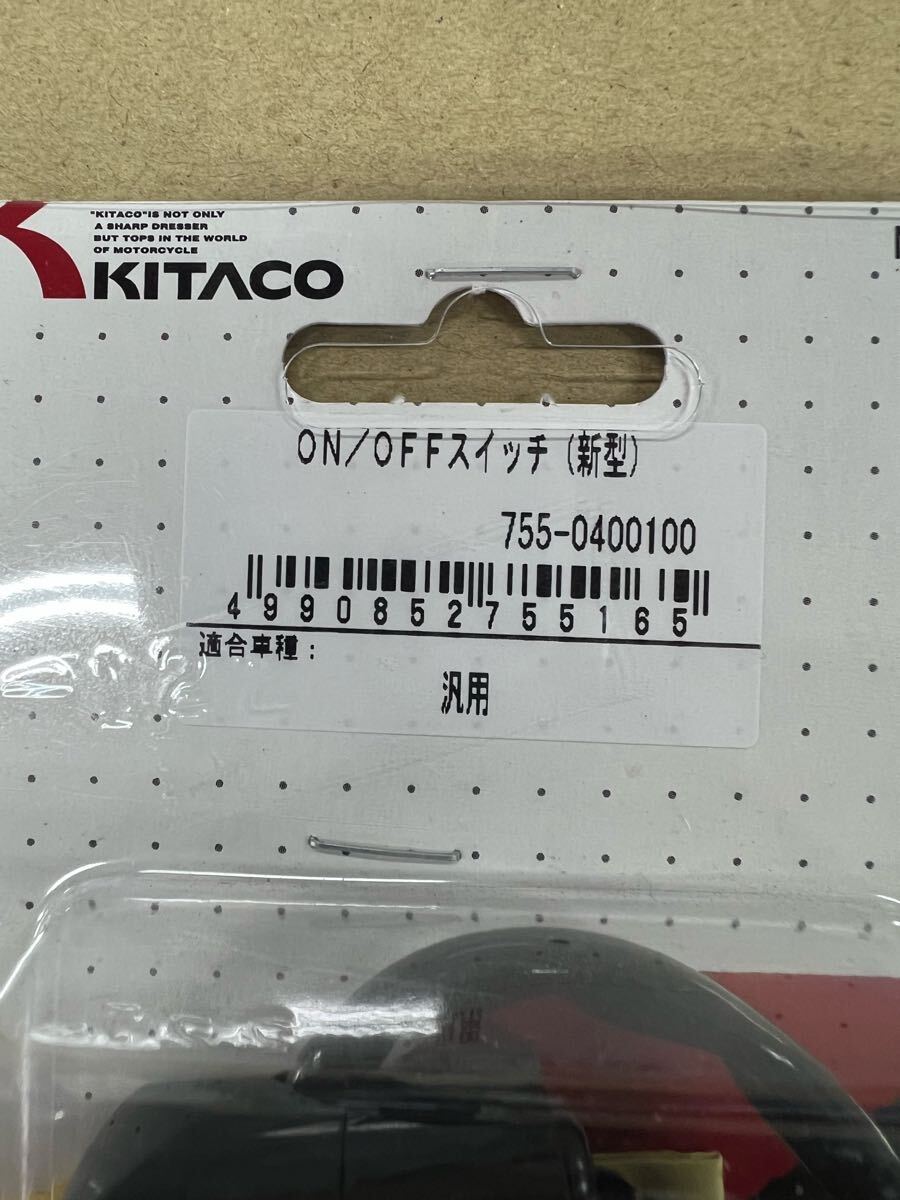 "KITACO"IS NOT ONLY
A SHARP DRESSER
BUT TOPS IN THE WORLD
OF MOTORCYCLE
KITACO
ON/OFFスイッチ(新型)
755-0400100
4990852755165
適合車種:
汎用